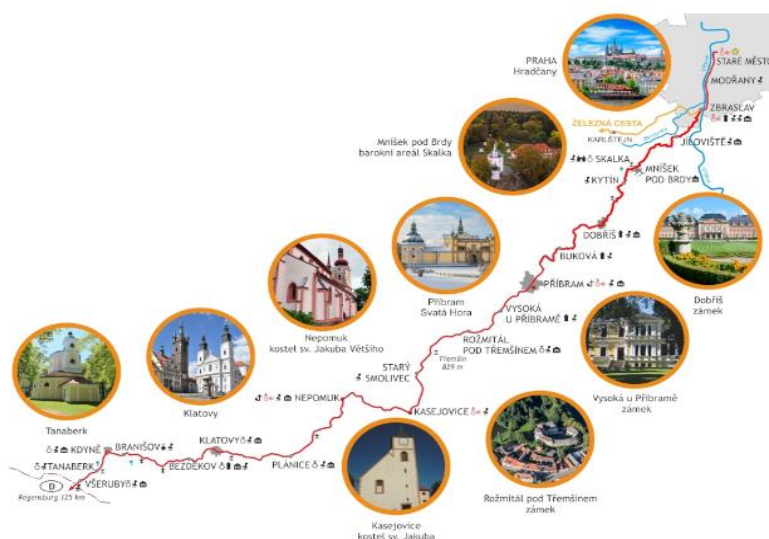 PRAHA
Hradčany
STARÉ MĚSTO
MODŘANY
ZBRASLAV
ŽELEZNÁ CESTA
KARLŠTEJN
JÍLOVIŠTĚ
Mníšek pod Brdy
barokní areál Skalka
SKALKA
MNÍŠEK
POD BRDY
KYTÍN
DOBŘÍŠ
BUKOVÁ
Dobříš
zámek
Příbram
Svatá Hora
PŘÍBRAM
VYSOKÁ
U PŘÍBRAMĚ
Nepomuk
kostel sv. Jakuba Většího
ROŽMITÁL
POD TŘEMŠÍNEM
Třemšín
829 m
Vysoká u Příbramě
zámek
STARÝ
SMOLIVEC
Klatovy
NEPOMUK
KASEJOVICE
Tanaberk
KDYNĚ
BRANIŠOV
KLATOVY
TANABERK
BEZDĚKOV
PLÁNICE
D
VŠERUBY
Regensburg 125 km
Rožmitál pod Třemšínem
zámek
Kasejovice
kostel sv. Jakuba